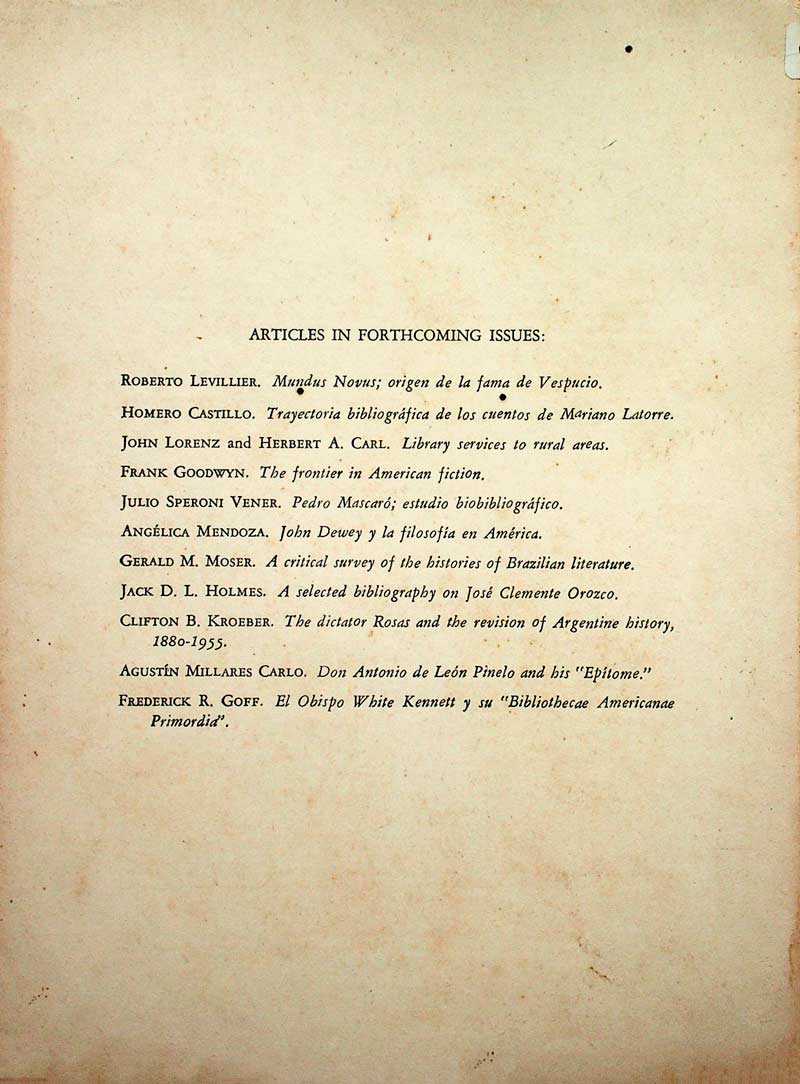 ARTICLES IN FORTHCOMING ISSUES:
ROBERTO LEVILLIER. Mundus Novus; origen de la fama de Vespucio.
HOMERO CASTILLO. Trayectoria bibliográfica de los cuentos de Mariano Latorre.
JOHN LORENZ and HERBERT A. CARL. Library services to rural areas.
FRANK GOODWYN. The frontier in American fiction.
JULIO SPERONI VENER. Pedro Mascaró; estudio biobibliográfico.
ANGÉLICA MENDOZA. John Dewey y la filosofía en América.
GERALD M. MOSER. A critical survey of the histories of Brazilian literature.
JACK D. L. HOLMES. A selected bibliography on José Clemente Orozco.
CLIFTON B. KROEBER. The dictator Rosas and the revision of Argentine history,
1880-1955.
AGUSTÍN MILLARES CARLO. Don Antonio de León Pinelo and his "Epítome."
FREDERICK R. GOFF. El Obispo White Kennett y su "Bibliothecae Americanae
Primordia".